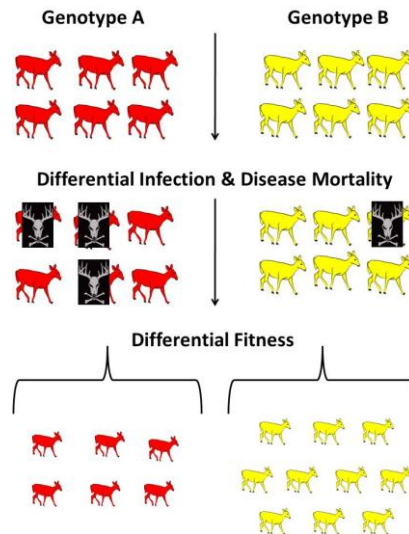 Genotype A
Genotype B
Differential Infection & Disease Mortality
Differential Fitness